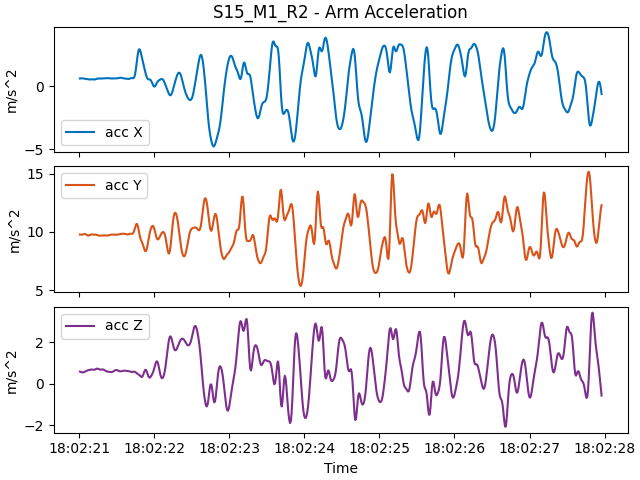 S15_M1_R2 - Arm Acceleration
m/s^2
0
−5
acc X
m/s^2
15
10
5
acc Y
m/s^2
2
0
−2
acc Z
18:02:21 18:02:22 18:02:23 18:02:24 18:02:25 18:02:26 18:02:27 18:02:28
Time